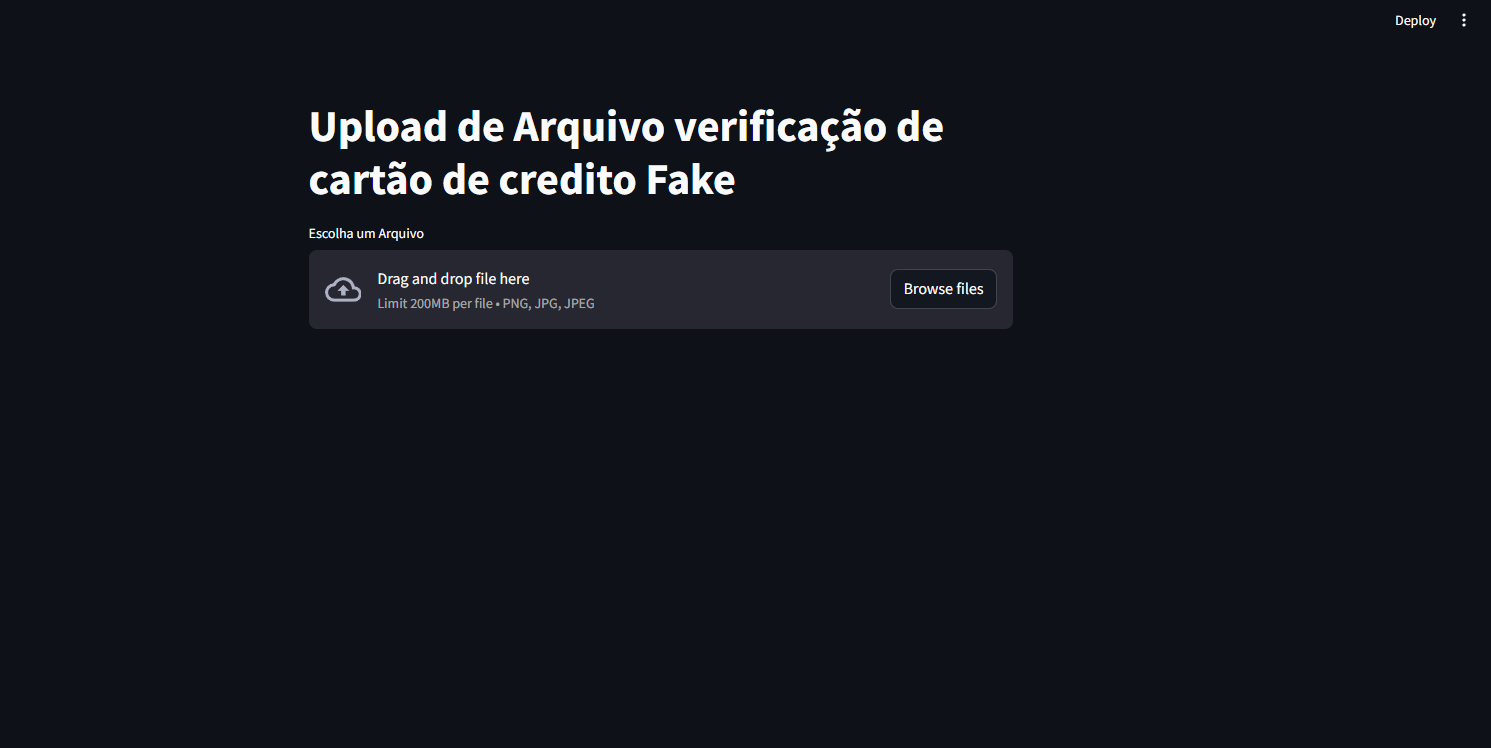 Deploy
Upload de Arquivo verificação de
cartão de credito Fake
Escolha um Arquivo
Drag and drop file here
Limit 200MB per file • PNG, JPG, JPEG
Browse files